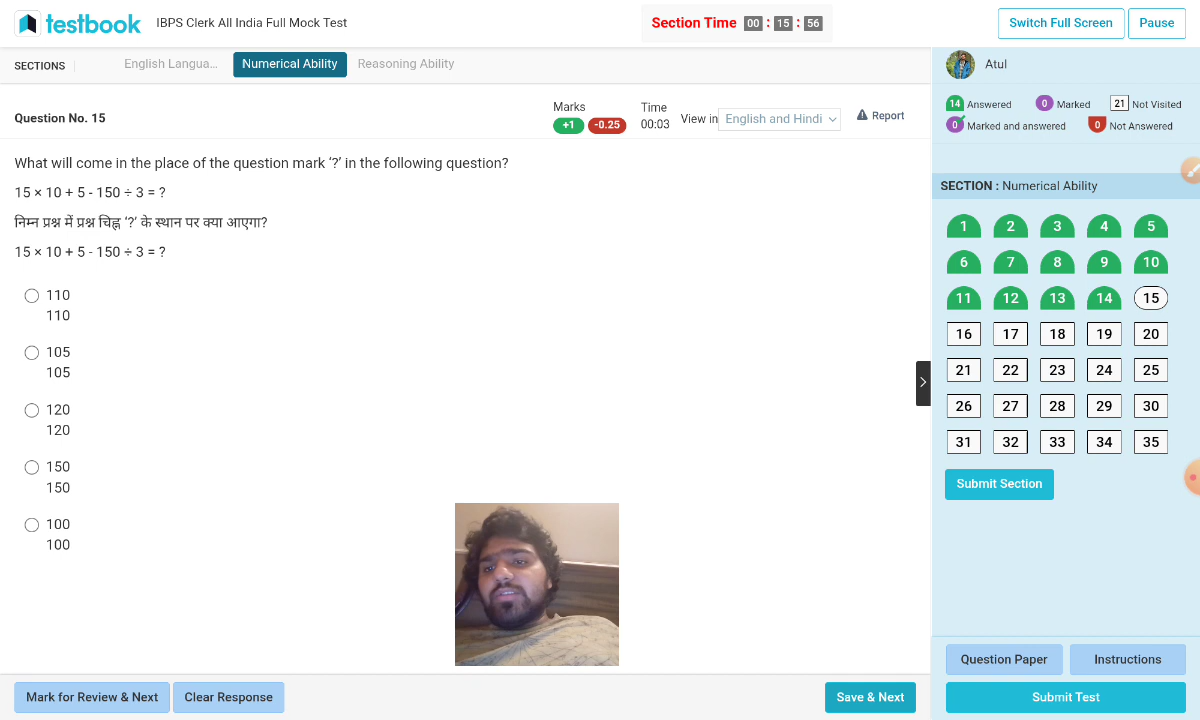 testbook
IBPS Clerk All India Full Mock Test
Section Time 00 : 15 : 56
Switch Full Screen
Pause
SECTIONS
English Langua...
Numerical Ability
Reasoning Ability
Atul
14 Answered
0 Marked
21 Not Visited
0 Marked and answered
0 Not Answered
Question No. 15
Marks
+1 -0.25
Time
00:03
View in English and Hindi
Report
What will come in the place of the question mark ‘?’ in the following question?
15 × 10 + 5 - 150 ÷ 3 = ?
निम्न प्रश्न में प्रश्न चिह्न ‘?’ के स्थान पर क्या आएगा?
15 × 10 + 5 - 150 ÷ 3 = ?
110
110
105
105
120
120
150
150
100
100
SECTION : Numerical Ability
1 2 3 4 5
6 7 8 9 10
11 12 13 14 15
16 17 18 19 20
21 22 23 24 25
26 27 28 29 30
31 32 33 34 35
Submit Section
Question Paper
Instructions
Mark for Review & Next
Clear Response
Save & Next
Submit Test